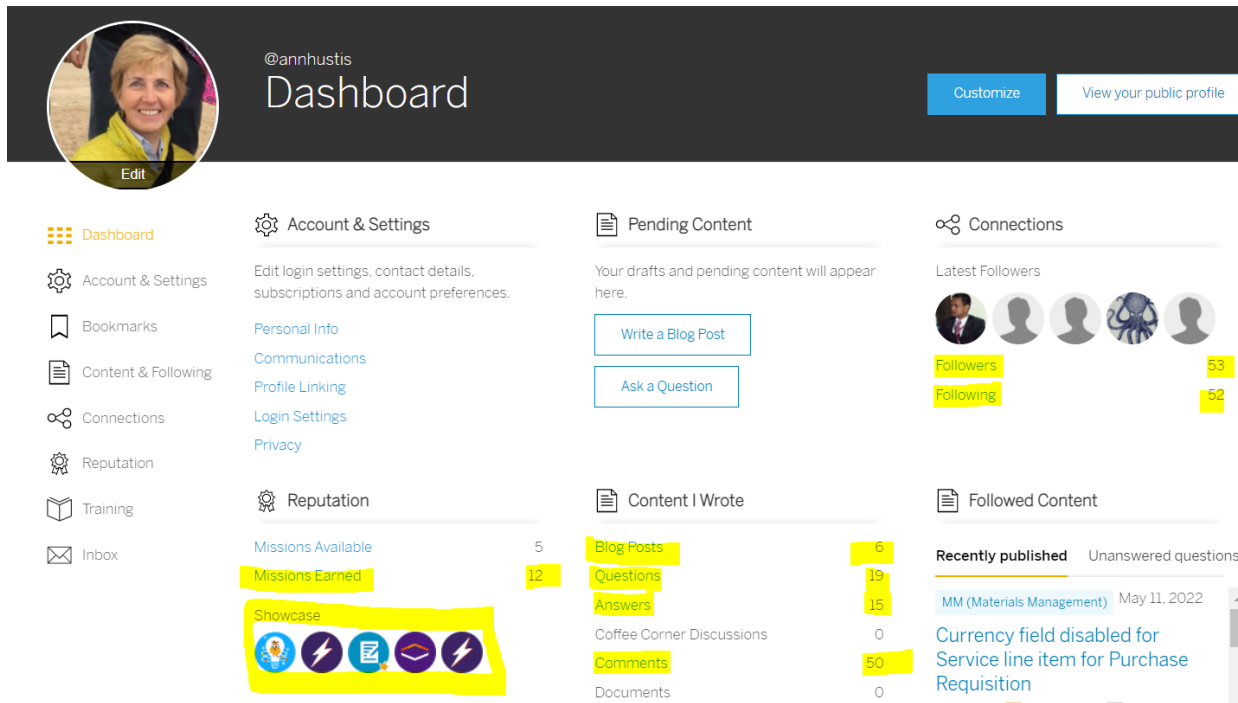 @annhustis
Dashboard
Customize
View your public profile
Edit
Dashboard
Account & Settings
Bookmarks
Content & Following
Connections
Reputation
Training
Inbox
Account & Settings
Edit login settings, contact details,
subscriptions and account preferences.
Personal Info
Communications
Profile Linking
Login Settings
Privacy
Pending Content
Your drafts and pending content will appear
here.
Write a Blog Post
Ask a Question
Connections
Latest Followers
Followers 53
Following 52
Reputation
Missions Available 5
Missions Earned 12
Showcase
Content I Wrote
Blog Posts 6
Questions 19
Answers 15
Coffee Corner Discussions 0
Comments 50
Documents 0
Followed Content
Recently published Unanswered questions
MM (Materials Management) May 11, 2022
Currency field disabled for
Service line item for Purchase
Requisition